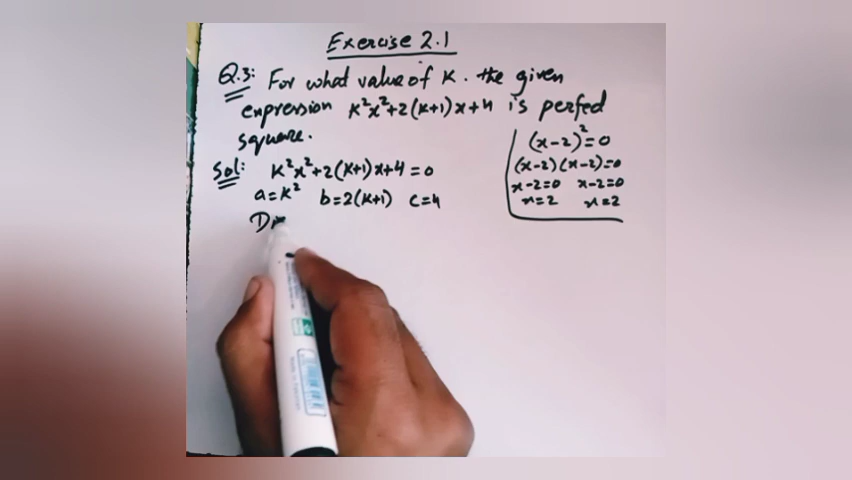 Exercise 2.1
Q.3: For what value of K. the given
expression K²x²+2(K+1)x+4 is perfect
square.
(x-2)²=0
(x-2)(x-2)=0
x-2=0 x-2=0
x=2 x=2
Sol: K²x²+2(K+1)x+4=0
a=K² b=2(K+1) c=4